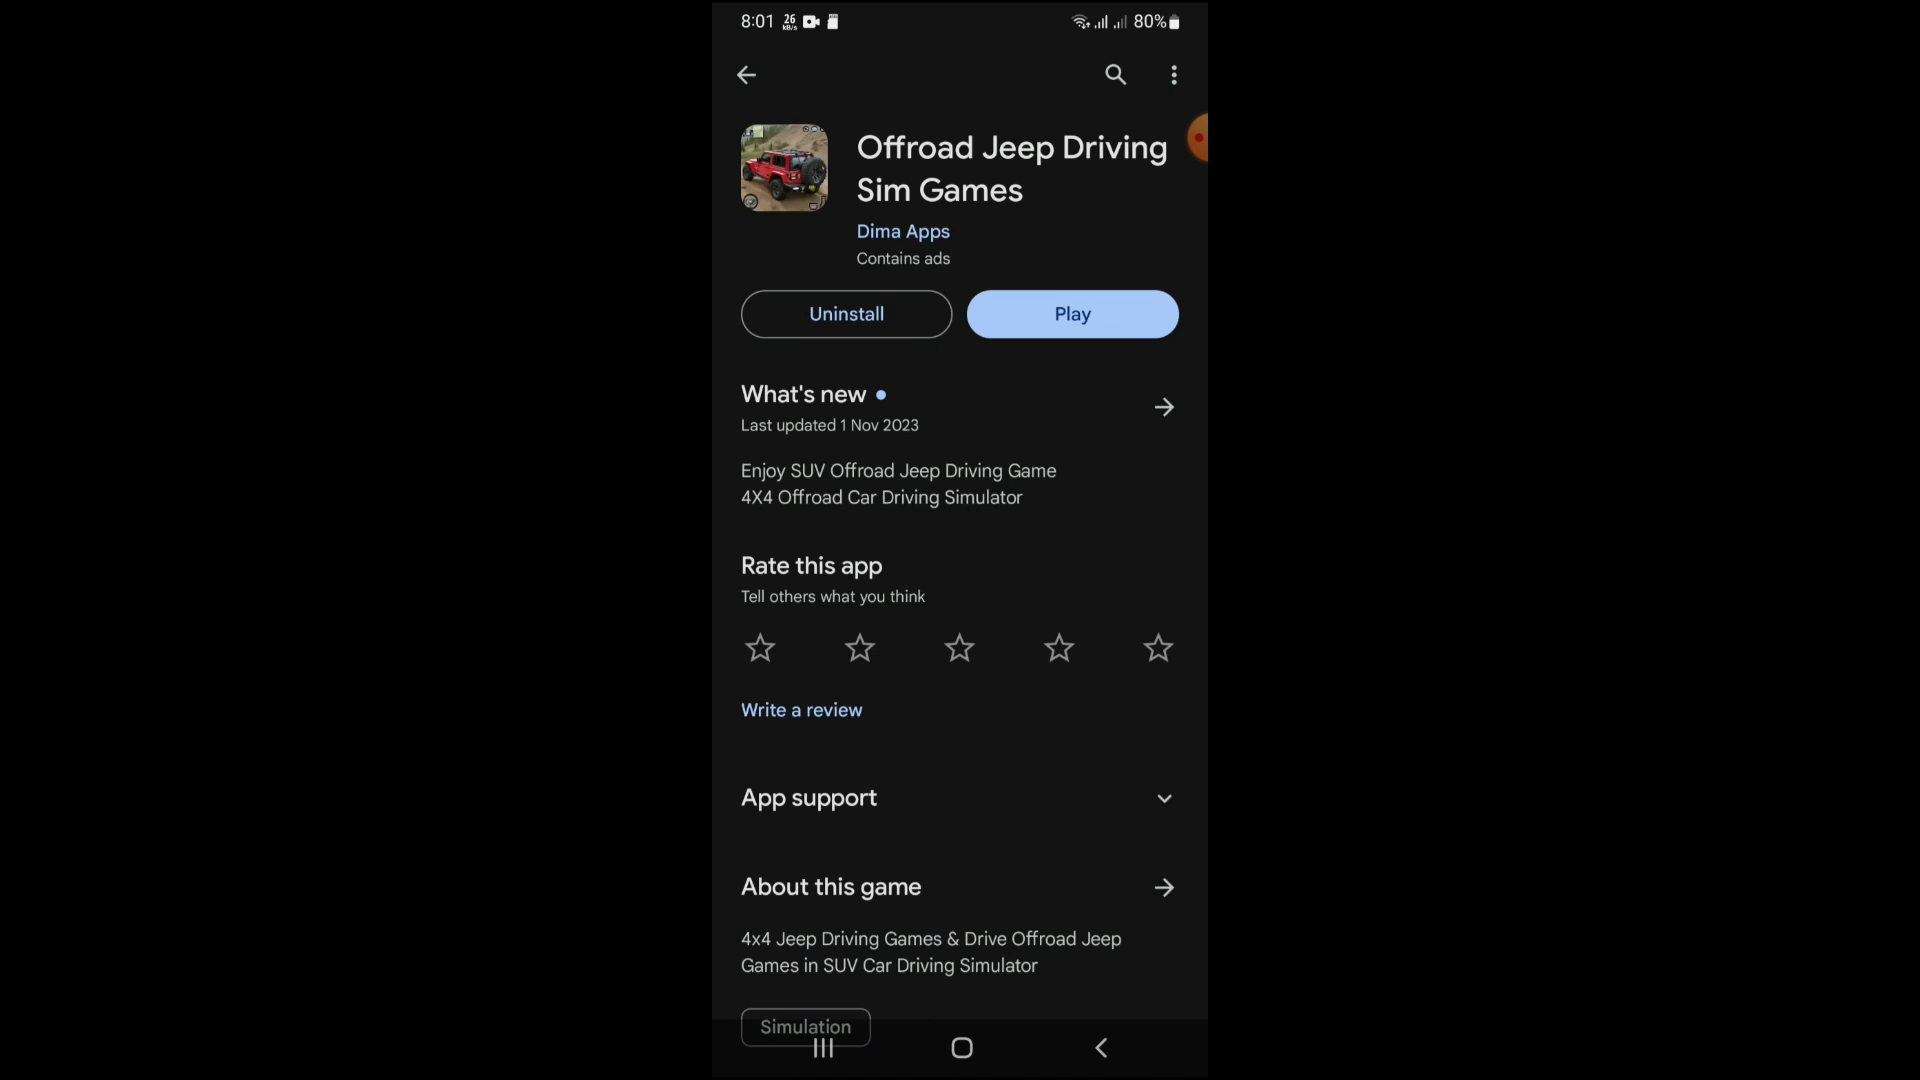 8:01 26 KB/s 80%
Offroad Jeep Driving
Sim Games
Dima Apps
Contains ads
Uninstall Play
What's new
Last updated 1 Nov 2023
Enjoy SUV Offroad Jeep Driving Game
4X4 Offroad Car Driving Simulator
Rate this app
Tell others what you think
Write a review
App support
About this game
4x4 Jeep Driving Games & Drive Offroad Jeep
Games in SUV Car Driving Simulator
Simulation